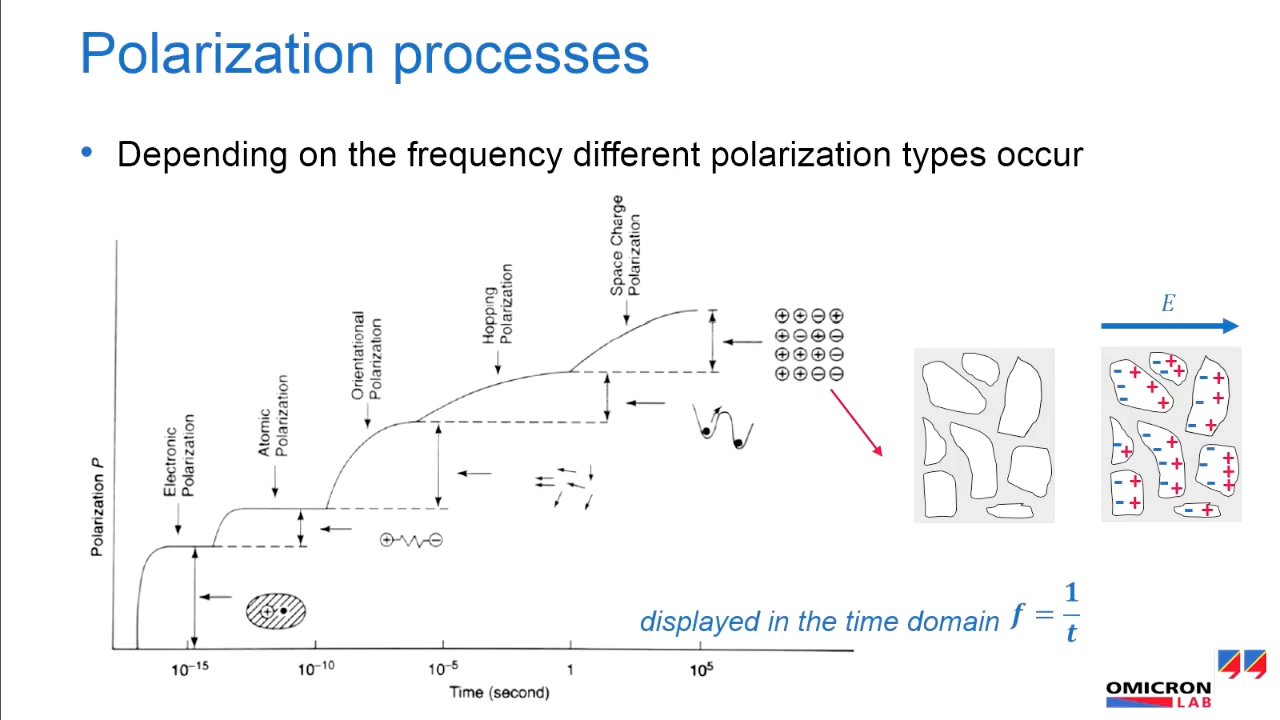 Polarization processes
• Depending on the frequency different polarization types occur
Space Charge
Polarization
Hopping
Polarization
Orientational
Polarization
Atomic
Polarization
Electronic
Polarization
Polarization P
E
displayed in the time domain f = 1/t
10⁻¹⁵ 10⁻¹⁰ 10⁻⁵ 1 10⁵
Time (second)
OMICRON
LAB